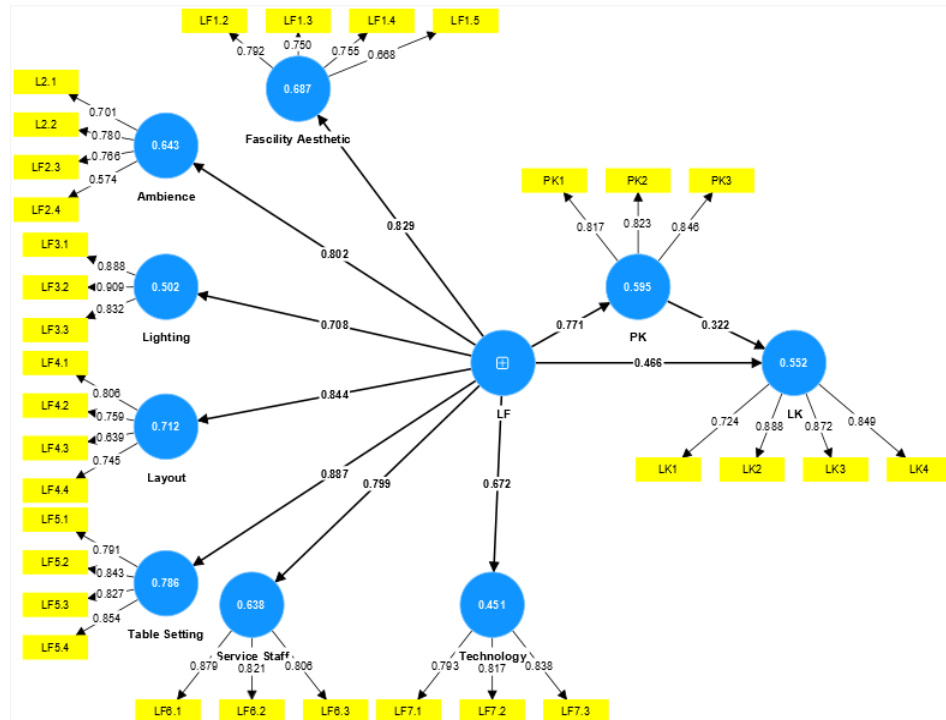 LF1.2 LF1.3 LF1.4 LF1.5
0.792 0.750 0.755 0.668
0.687
Fascility Aesthetic
L2.1
L2.2
LF2.3
LF2.4
0.701
0.780
0.766
0.574
0.643
Ambience
0.829
0.802
PK1 PK2 PK3
0.817 0.823 0.846
0.595
PK
LF3.1
LF3.2
LF3.3
0.888
0.909
0.832
0.502
Lighting
0.708
0.771
0.322
0.466
LF
0.552
LK
0.724 0.888 0.872 0.849
LK1 LK2 LK3 LK4
LF4.1
LF4.2
LF4.3
LF4.4
0.806
0.759
0.639
0.745
0.712
Layout
0.844
0.887
0.799
0.672
LF5.1
LF5.2
LF5.3
LF5.4
0.791
0.843
0.827
0.854
0.786
Table Setting
0.638
Service Staff
0.879 0.821 0.806
LF6.1 LF6.2 LF6.3
0.451
Technology
0.793 0.817 0.838
LF7.1 LF7.2 LF7.3